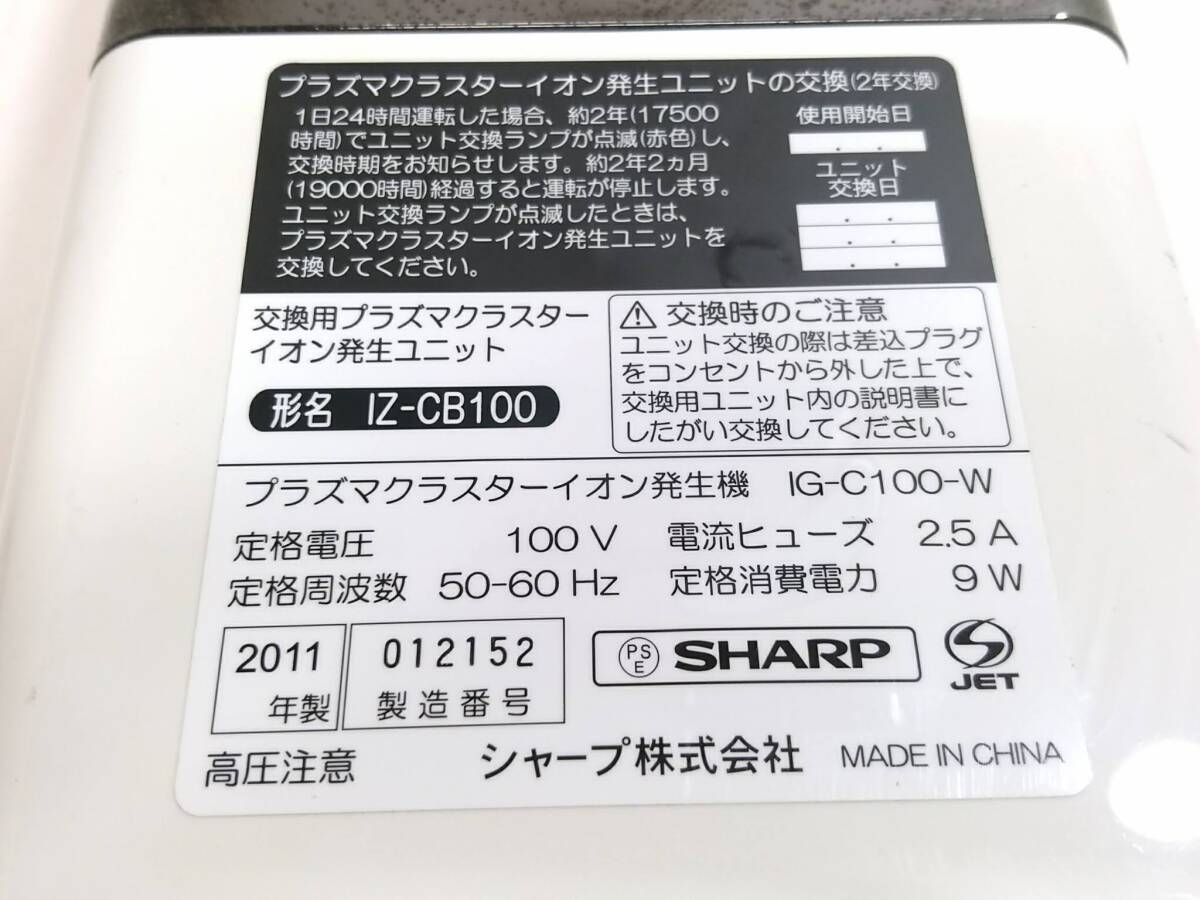 プラズマクラスターイオン発生ユニットの交換(2年交換)
1日24時間運転した場合、約2年(17500
時間)でユニット交換ランプが点滅(赤色)し、
交換時期をお知らせします。約2年2ヵ月
(19000時間)経過すると運転が停止します。
ユニット交換ランプが点滅したときは、
プラズマクラスターイオン発生ユニットを
交換してください。
使用開始日
. .
ユニット
交換日
. .
. .
. .
交換用プラズマクラスター
イオン発生ユニット
形名 IZ-CB100
⚠ 交換時のご注意
ユニット交換の際は差込プラグ
をコンセントから外した上で、
交換用ユニット内の説明書に
したがい交換してください。
プラズマクラスターイオン発生機 IG-C100-W
定格電圧 100 V 電流ヒューズ 2.5 A
定格周波数 50-60 Hz 定格消費電力 9 W
2011
年製
012152
製造番号
PS
E
SHARP
JET
高圧注意 シャープ株式会社 MADE IN CHINA